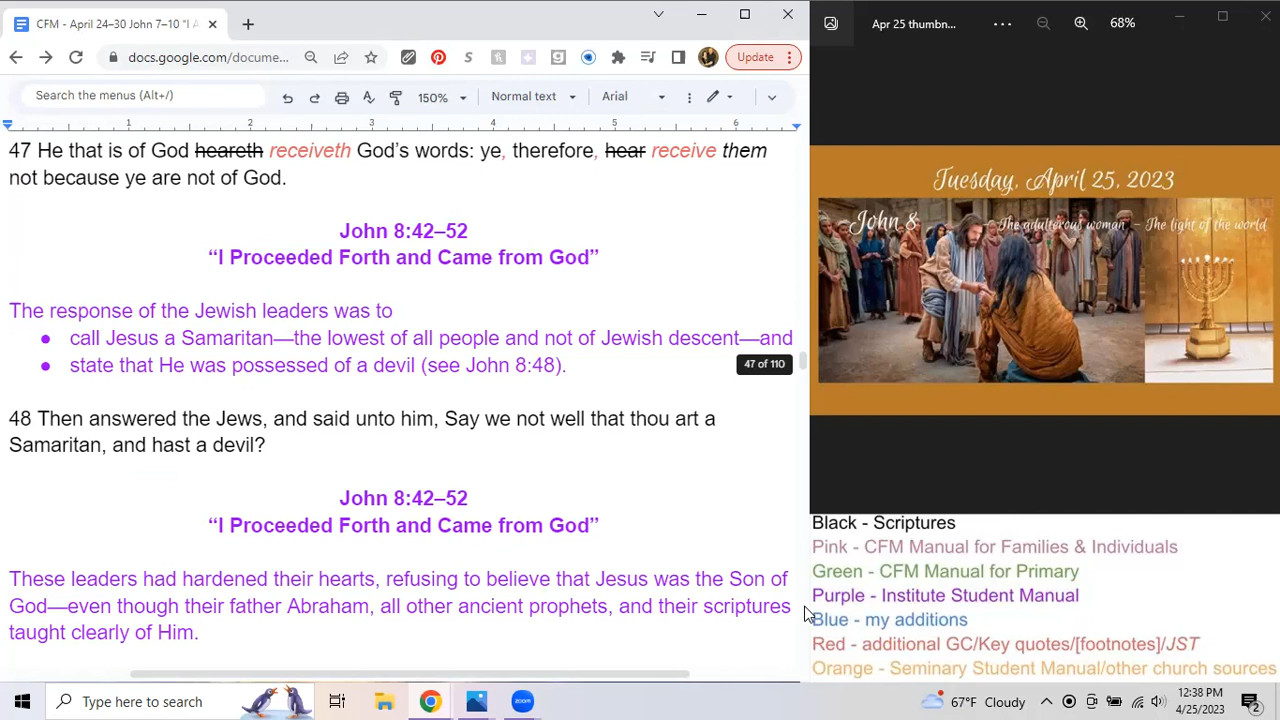 CFM - April 24–30 John 7–10 “I A
docs.google.com/docume...
Update
Search the menus (Alt+/)
150%
Normal text
Arial
1 2 3 4 5 6
47 He that is of God heareth receiveth God’s words: ye, therefore, hear receive them
not because ye are not of God.
John 8:42–52
“I Proceeded Forth and Came from God”
The response of the Jewish leaders was to
● call Jesus a Samaritan—the lowest of all people and not of Jewish descent—and
● state that He was possessed of a devil (see John 8:48).
47 of 110
48 Then answered the Jews, and said unto him, Say we not well that thou art a
Samaritan, and hast a devil?
John 8:42–52
“I Proceeded Forth and Came from God”
These leaders had hardened their hearts, refusing to believe that Jesus was the Son of
God—even though their father Abraham, all other ancient prophets, and their scriptures
taught clearly of Him.
Apr 25 thumbn...
68%
Tuesday, April 25, 2023
John 8 – The adulterous woman – The light of the world
Black - Scriptures
Pink - CFM Manual for Families & Individuals
Green - CFM Manual for Primary
Purple - Institute Student Manual
Blue - my additions
Red - additional GC/Key quotes/[footnotes]/JST
Orange - Seminary Student Manual/other church sources
Type here to search
67°F Cloudy
12:38 PM
4/25/2023
2